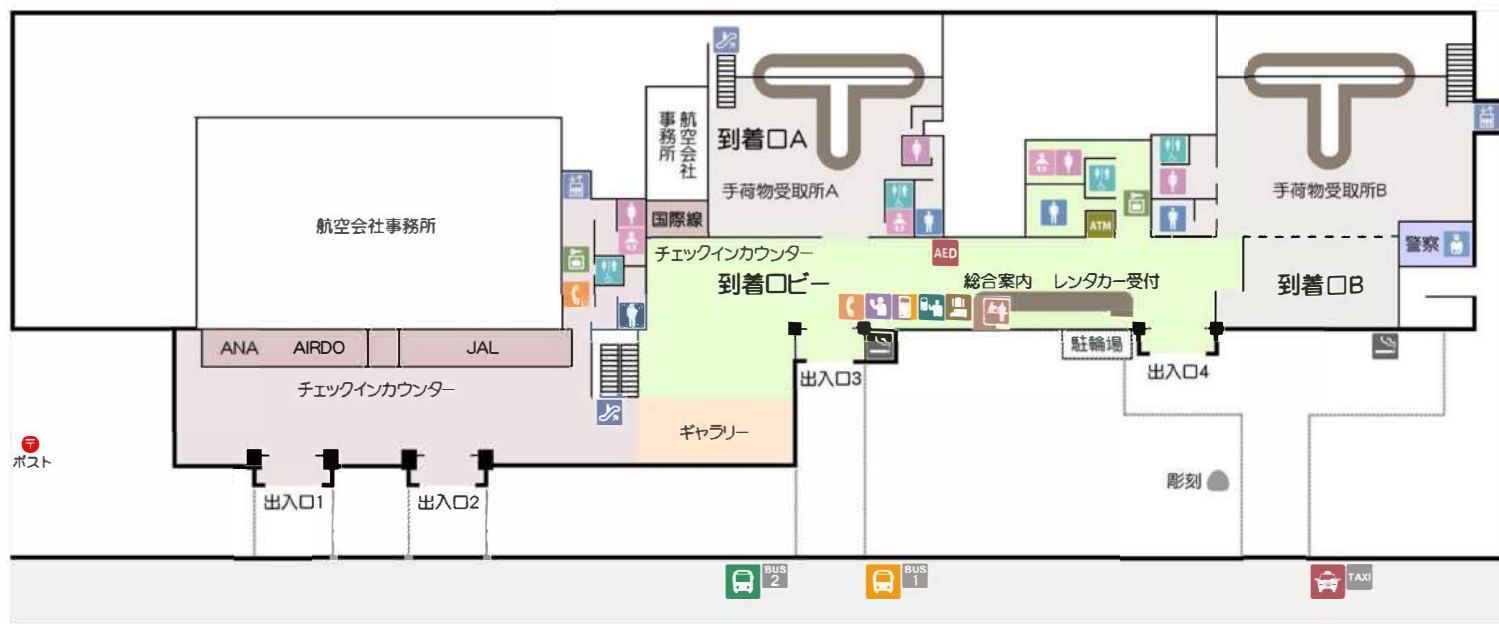 航空会社
事務所
到着口A
手荷物受取所A
手荷物受取所B
航空会社事務所
国際線
チェックインカウンター
到着ロビー
AED
ATM
総合案内
レンタカー受付
警察
到着口B
ANA
AIRDO
JAL
チェックインカウンター
駐輪場
出入口3
出入口4
ギャラリー
〒
ポスト
出入口1
出入口2
彫刻
BUS
2
BUS
1
TAXI